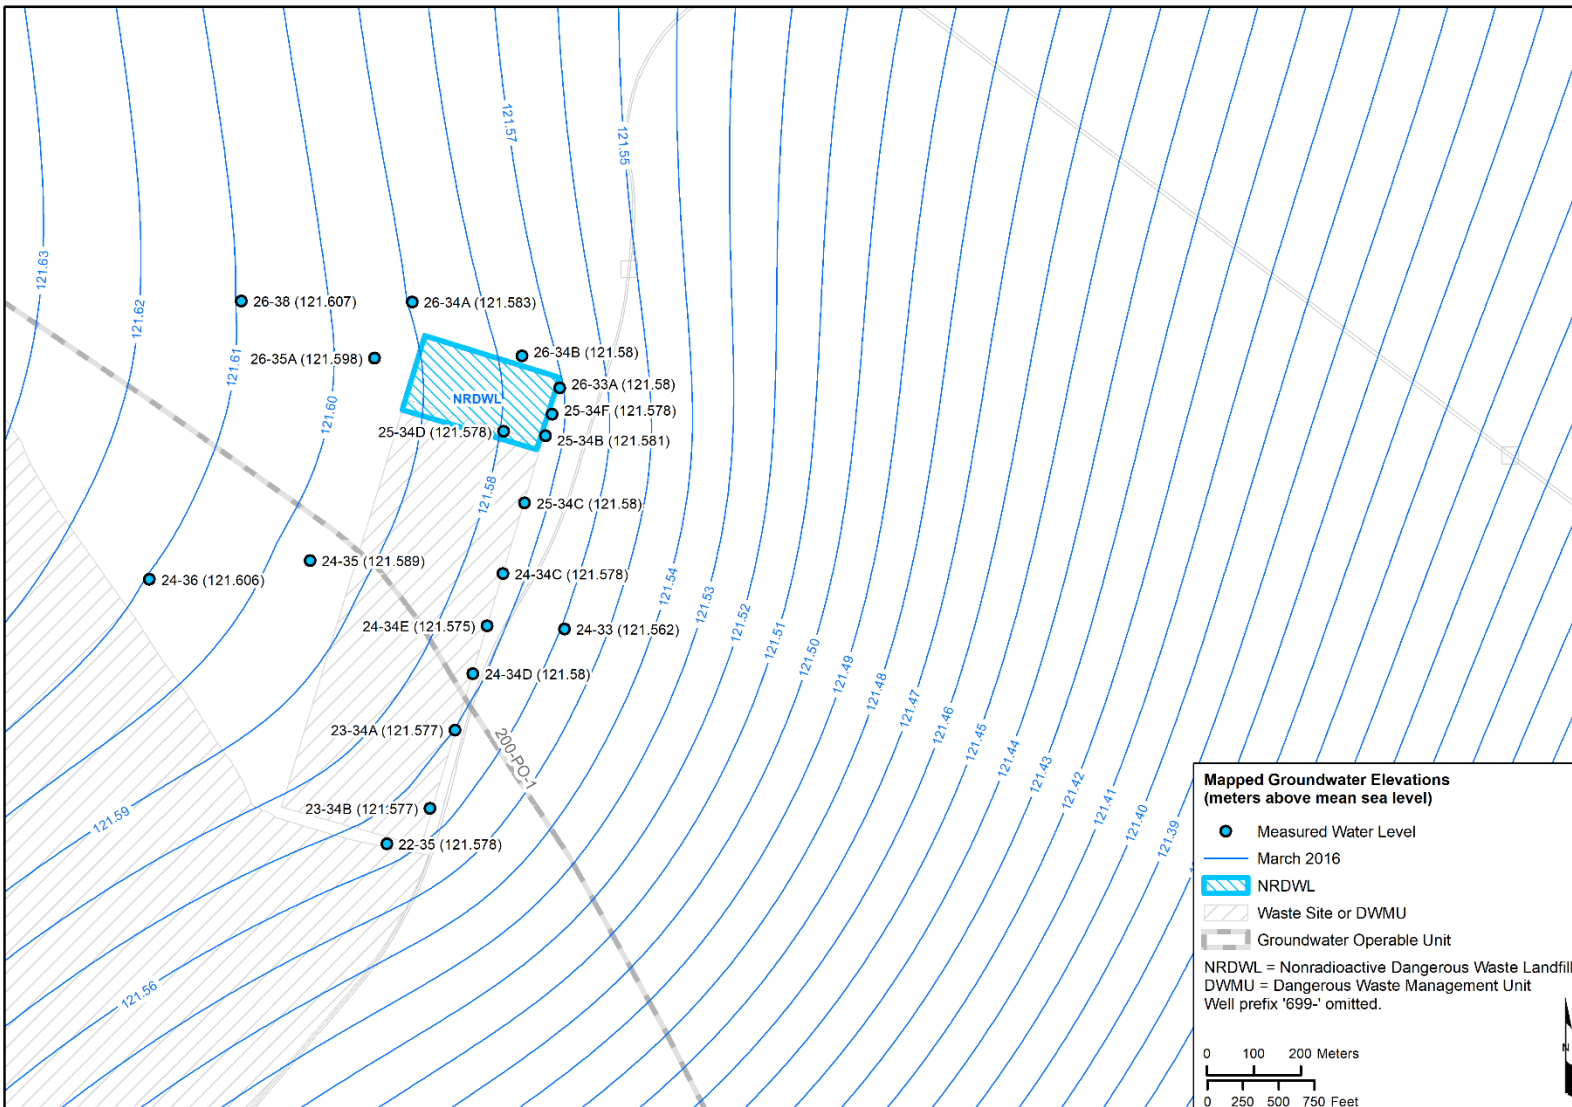 121.57
121.55
121.63
121.62
121.61
121.60
26-38 (121.607)
26-34A (121.583)
26-35A (121.598)
26-34B (121.58)
26-33A (121.58)
NRDWL
25-34F (121.578)
25-34D (121.578)
25-34B (121.581)
121.58
25-34C (121.58)
24-35 (121.589)
24-36 (121.606)
24-34C (121.578)
24-34E (121.575)
24-33 (121.562)
24-34D (121.58)
23-34A (121.577)
200-PO-1
23-34B (121.577)
22-35 (121.578)
121.59
121.56
121.54
121.53
121.52
121.51
121.50
121.49
121.48
121.47
121.46
121.45
121.44
121.43
121.42
121.41
121.40
121.39
Mapped Groundwater Elevations
(meters above mean sea level)
Measured Water Level
March 2016
NRDWL
Waste Site or DWMU
Groundwater Operable Unit
NRDWL = Nonradioactive Dangerous Waste Landfill
DWMU = Dangerous Waste Management Unit
Well prefix '699-' omitted.
N
0 100 200 Meters
0 250 500 750 Feet